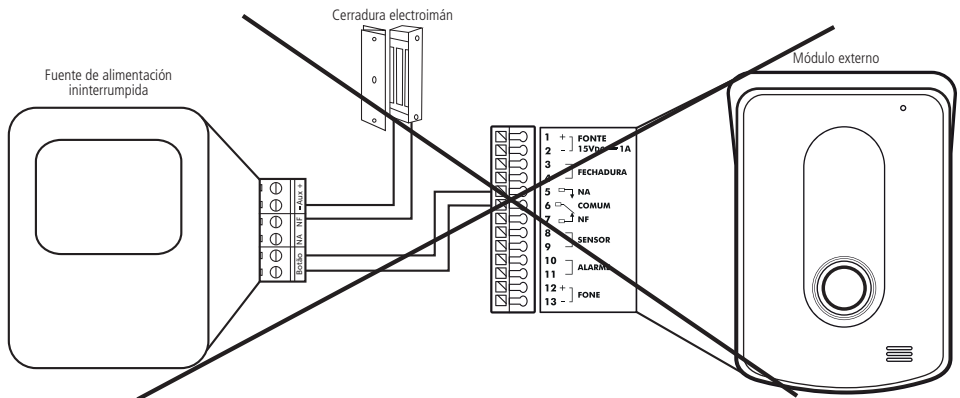 Cerradura electroimán
Fuente de alimentación
ininterrumpida
Módulo externo
Aux +
-
NF
NA
Botão
1 + FONTE
2 - 15Vpc 1A
3
4 FECHADURA
5 NA
6 COMUM
7 NF
8
9 SENSOR
10
11 ALARME
12 +
13 - FONE